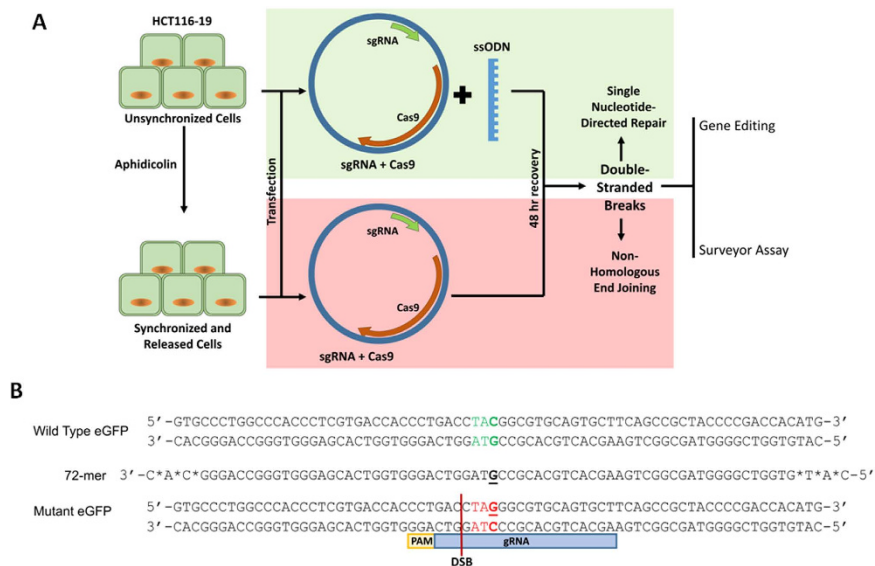 A
HCT116-19
Unsynchronized Cells
Aphidicolin
Synchronized and
Released Cells
Transfection
sgRNA
Cas9
sgRNA + Cas9
ssODN
sgRNA
Cas9
sgRNA + Cas9
48 hr recovery
Single
Nucleotide-
Directed Repair
Double-
Stranded
Breaks
Non-
Homologous
End Joining
Gene Editing
Surveyor Assay
B
Wild Type eGFP
5′-GTGCCCTGGCCCACCCTCGTGACCACCCTGACCTACGGCGTGCAGTGCTTCAGCCGCTACCCCGACCACATG-3′
3′-CACGGGACCGGGTGGGAGCACTGGTGGGACTGGATGCCGCACGTCACGAAGTCGGCGATGGGGCTGGTGTAC-5′
72-mer
3′-C*A*C*GGGACCGGGTGGGAGCACTGGTGGGACTGGATGCCGCACGTCACGAAGTCGGCGATGGGGCTGGTG*T*A*C-5′
Mutant eGFP
5′-GTGCCCTGGCCCACCCTCGTGACCACCCTGACCTAGGGCGTGCAGTGCTTCAGCCGCTACCCCGACCACATG-3′
3′-CACGGGACCGGGTGGGAGCACTGGTGGGACTGGATCCCGCACGTCACGAAGTCGGCGATGGGGCTGGTGTAC-5′
PAM
gRNA
DSB